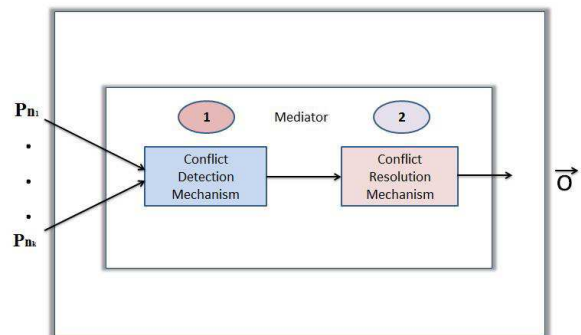 1
Mediator
2
Pn₁
Conflict
Detection
Mechanism
Conflict
Resolution
Mechanism
O
Pnₖ